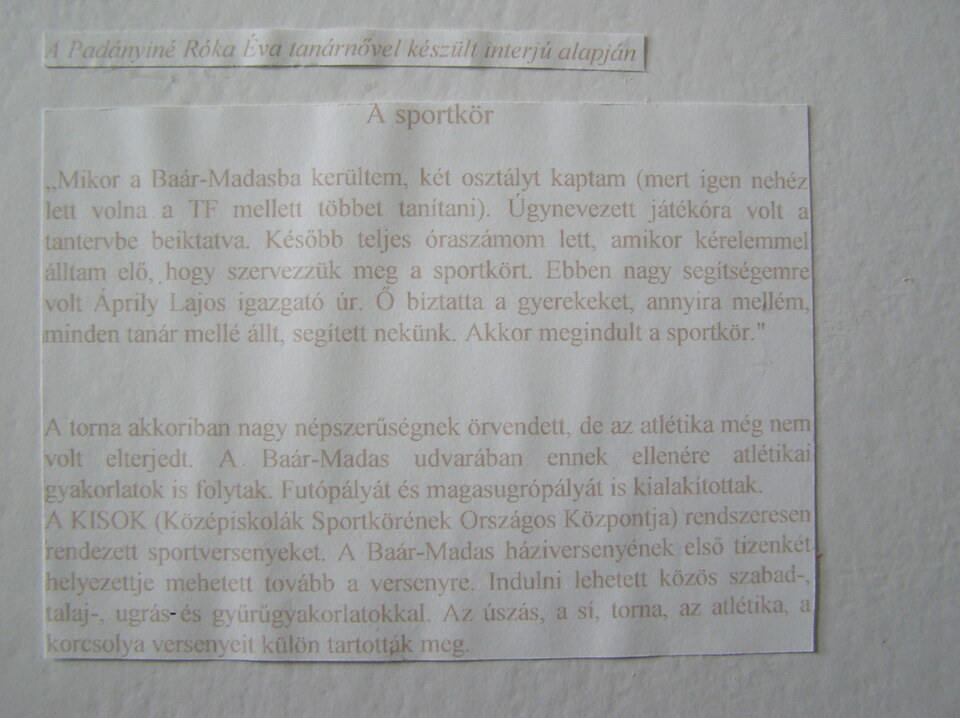 A Padányiné Róka Éva tanárnővel készült interjú alapján
A sportkör
„Mikor a Baár-Madasba kerültem, két osztályt kaptam (mert igen nehéz
lett volna a TF mellett többet tanítani). Úgynevezett játékóra volt a
tantervbe beiktatva. Később teljes óraszámom lett, amikor kérelemmel
álltam elő, hogy szervezzük meg a sportkört. Ebben nagy segítségemre
volt Áprily Lajos igazgató úr. Ő bíztatta a gyerekeket, annyira mellém,
minden tanár mellé állt, segített nekünk. Akkor megindult a sportkör."
A torna akkoriban nagy népszerűségnek örvendett, de az atlétika még nem
volt elterjedt. A Baár-Madas udvarában ennek ellenére atlétikai
gyakorlatok is folytak. Futópályát és magasugrópályát is kialakítottak.
A KISOK (Középiskolák Sportkörének Országos Központja) rendszeresen
rendezett sportversenyeket. A Baár-Madas háziversenyének első tizenkét
helyezettje mehetett tovább a versenyre. Indulni lehetett közös szabad-,
talaj-, ugrás- és gyűrűgyakorlatokkal. Az úszás, a sí, torna, az atlétika, a
korcsolya versenyeit külön tartották meg.